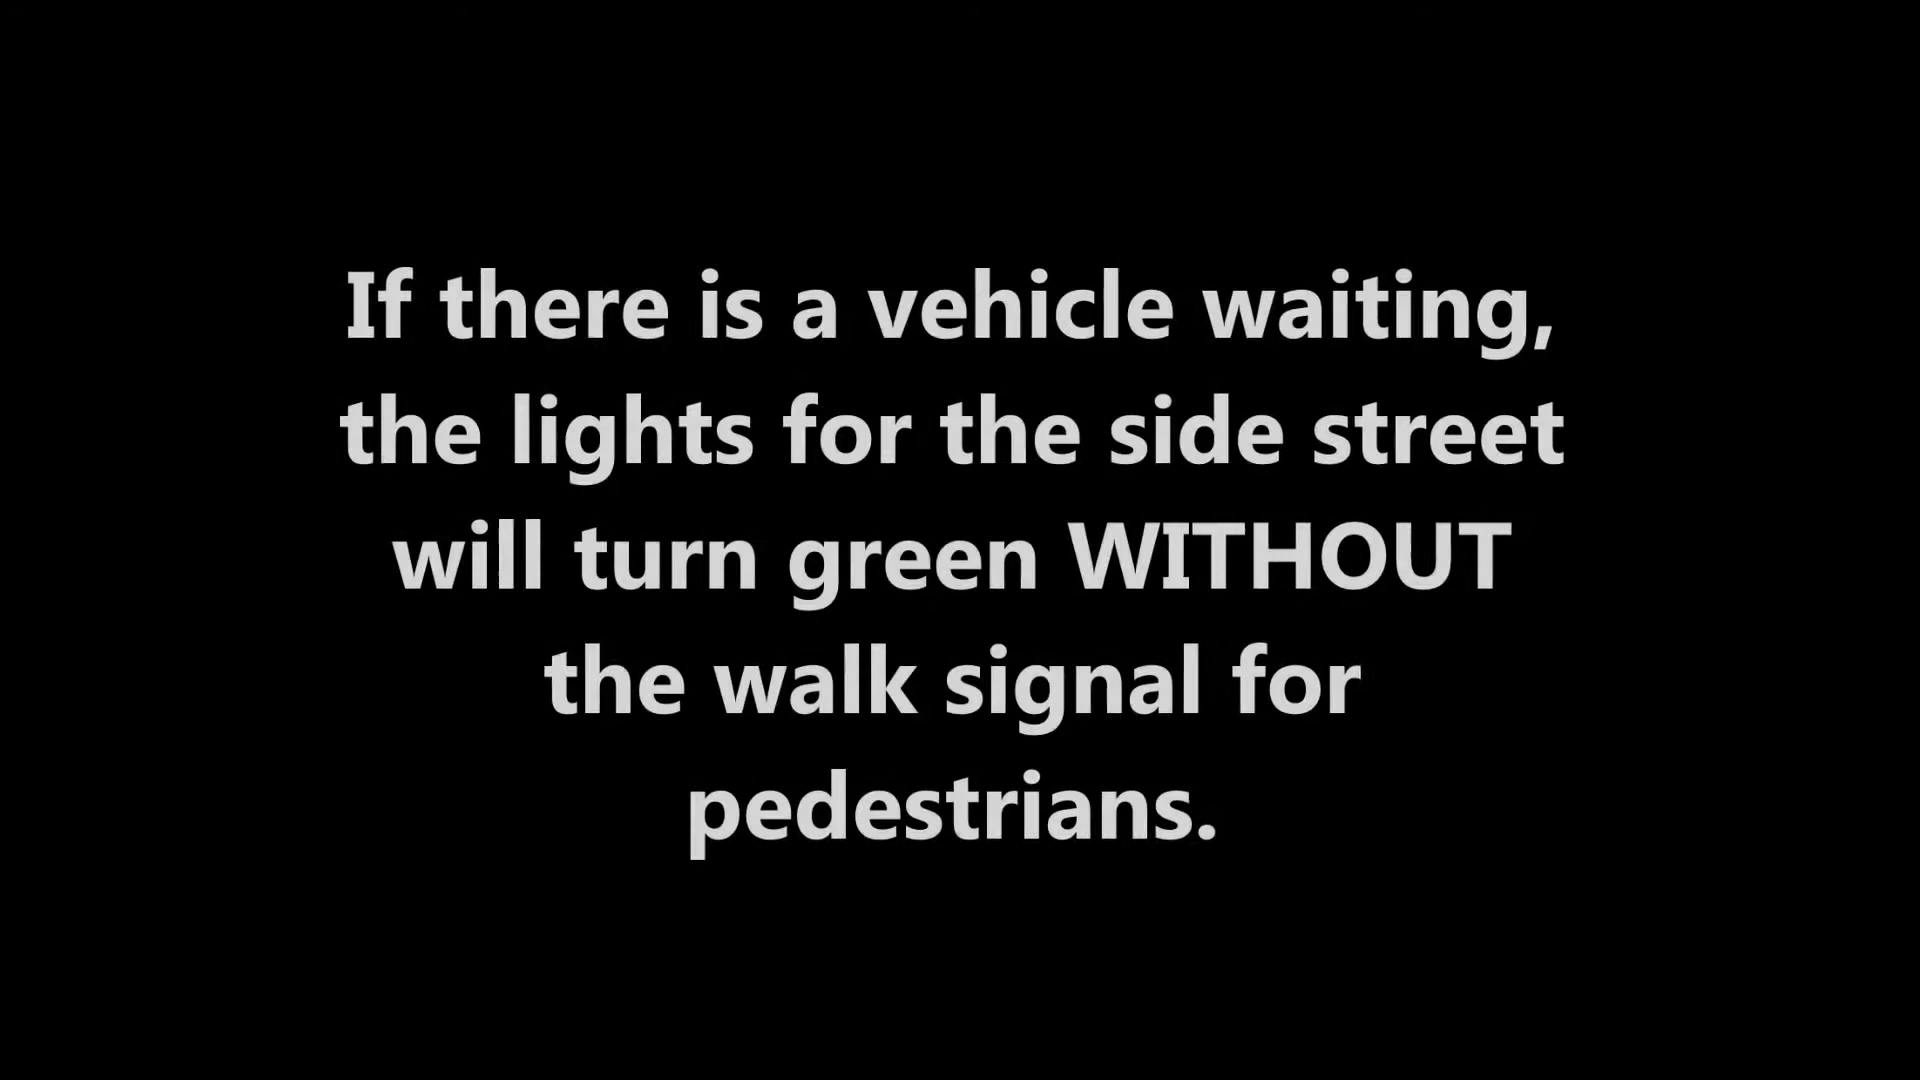 If there is a vehicle waiting,
the lights for the side street
will turn green WITHOUT
the walk signal for
pedestrians.